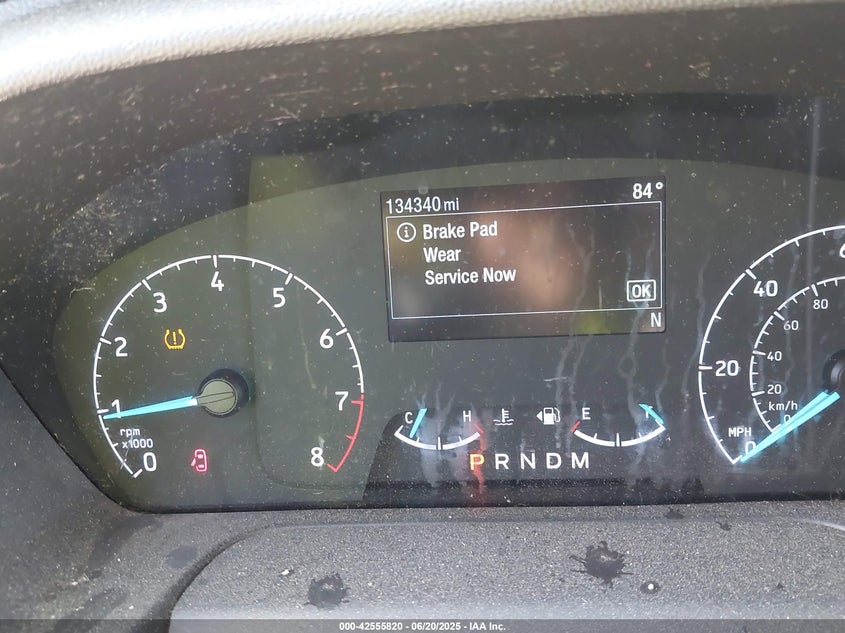 134340 mi 84°
Brake Pad
Wear
Service Now
OK
N
0 1 2 3 4 5 6 7 8
rpm
x1000
C H
E
P R N D M
0 20 40
MPH
0 20 40 60 80
km/h
000-42555820 - 06/20/2025 - IAA Inc.